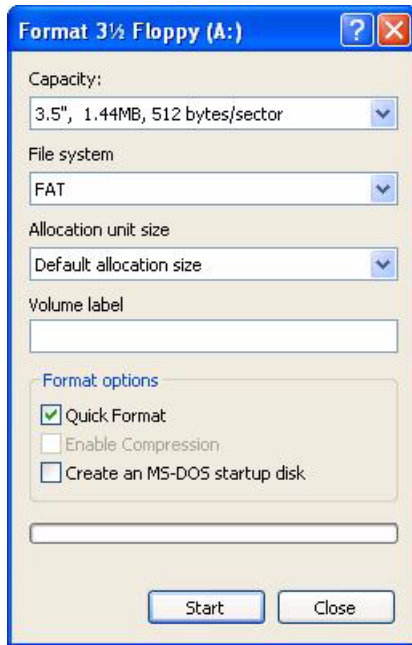 Format 3½ Floppy (A:)
Capacity:
3.5", 1.44MB, 512 bytes/sector
File system
FAT
Allocation unit size
Default allocation size
Volume label
Format options
Quick Format
Enable Compression
Create an MS-DOS startup disk
Start Close